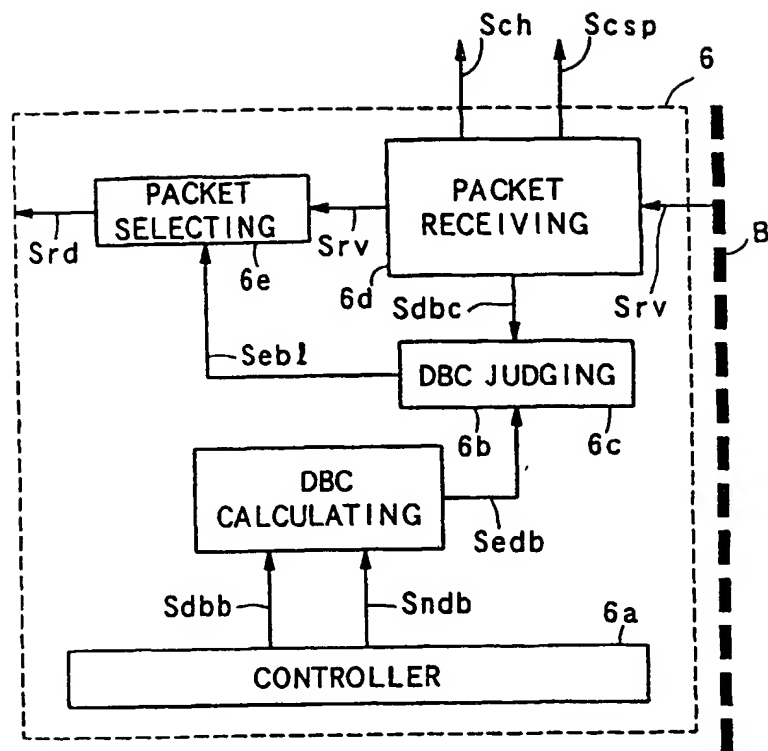 Sch
Scsp
6
PACKET
SELECTING
PACKET
RECEIVING
Srd
Srv
6e
6d
Srv
B
Sdbc
Sebl
DBC JUDGING
6b
6c
DBC
CALCULATING
Sedb
Sdbb
Sndb
6a
CONTROLLER